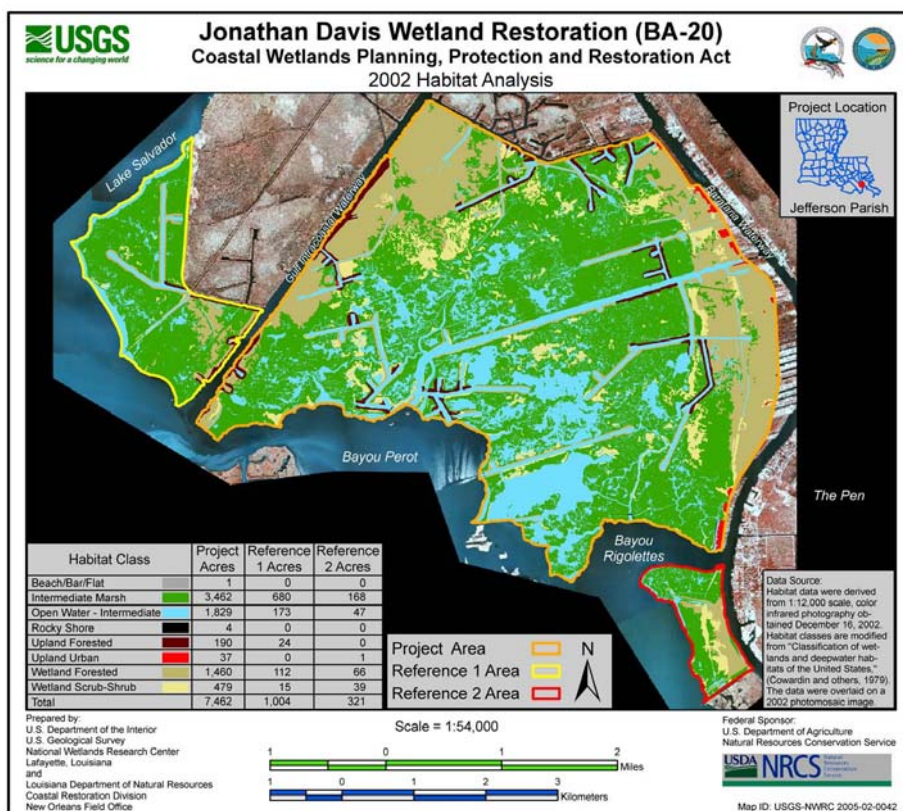 USGS
science for a changing world
Jonathan Davis Wetland Restoration (BA-20)
Coastal Wetlands Planning, Protection and Restoration Act
2002 Habitat Analysis
Project Location
Jefferson Parish
Lake Salvador
Gulf Intracoastal Waterway
Barataria Waterway
Bayou Perot
The Pen
Bayou
Rigolettes
Habitat Class Project Acres Reference 1 Acres Reference 2 Acres
Beach/Bar/Flat 1 0 0
Intermediate Marsh 3,462 680 168
Open Water - Intermediate 1,829 173 47
Rocky Shore 4 0 0
Upland Forested 190 24 0
Upland Urban 37 0 1
Wetland Forested 1,460 112 66
Wetland Scrub-Shrub 479 15 39
Total 7,462 1,004 321
Project Area
Reference 1 Area
Reference 2 Area
N
Data Source:
Habitat data were derived
from 1:12,000 scale, color
infrared photography ob-
tained December 16, 2002.
Habitat classes are modified
from "Classification of wet-
lands and deepwater hab-
itats of the United States,"
(Cowardin and others, 1979).
The data were overlaid on a
2002 photomosaic image.
Prepared by:
U.S. Department of the Interior
U.S. Geological Survey
National Wetlands Research Center
Lafayette, Louisiana
and
Louisiana Department of Natural Resources
Coastal Restoration Division
New Orleans Field Office
Scale = 1:54,000
1 0 1 2
Miles
1 0 1 2 3
Kilometers
Federal Sponsor:
U.S. Department of Agriculture
Natural Resources Conservation Service
USDA NRCS
Natural
Resources
Conservation
Service
Map ID: USGS-NWRC 2005-02-0042